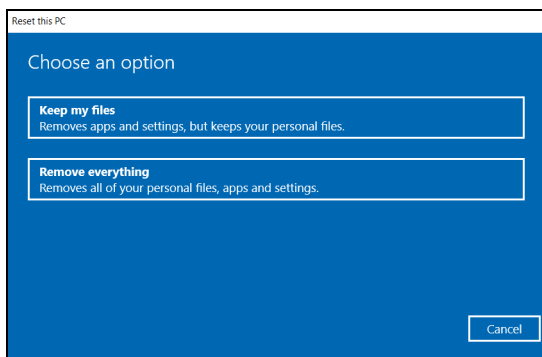 Reset this PC
Choose an option
Keep my files
Removes apps and settings, but keeps your personal files.
Remove everything
Removes all of your personal files, apps and settings.
Cancel